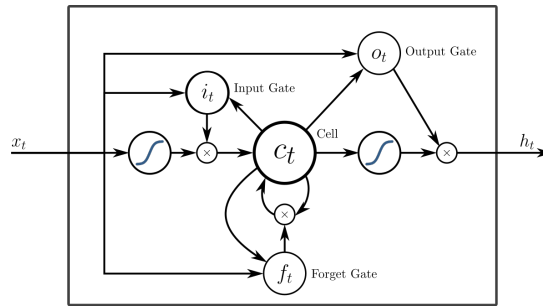 o_t Output Gate
i_t Input Gate
x_t
×
c_t
Cell
×
h_t
×
f_t Forget Gate